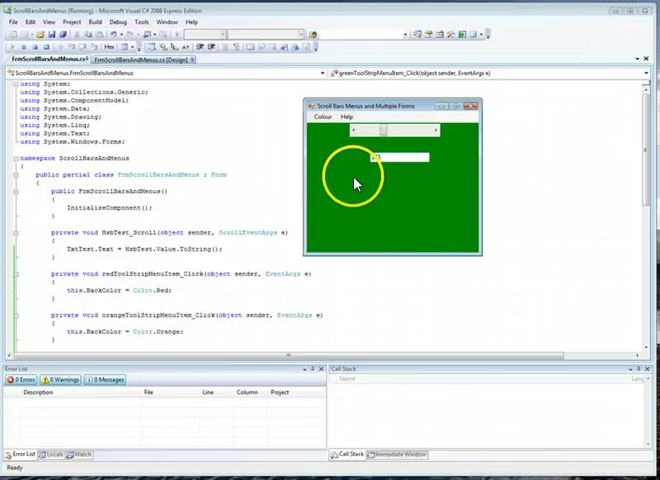 ScrollBarsAndMenus (Running) - Microsoft Visual C# 2008 Express Edition
File Edit View Project Build Debug Data Tools Window Help
Hex
FrmScrollBarsAndMenus.cs FrmScrollBarsAndMenus.cs [Design]
ScrollBarsAndMenus.FrmScrollBarsAndMenus greenToolStripMenuItem_Click(object sender, EventArgs e)
using System;
using System.Collections.Generic;
using System.ComponentModel;
using System.Data;
using System.Drawing;
using System.Linq;
using System.Text;
using System.Windows.Forms;
namespace ScrollBarsAndMenus
{
public partial class FrmScrollBarsAndMenus : Form
{
public FrmScrollBarsAndMenus()
{
InitializeComponent();
}
private void HsbTest_Scroll(object sender, ScrollEventArgs e)
{
TxtTest.Text = HsbTest.Value.ToString();
}
private void redToolStripMenuItem_Click(object sender, EventArgs e)
{
this.BackColor = Color.Red;
}
private void orangeToolStripMenuItem_Click(object sender, EventArgs e)
{
this.BackColor = Color.Orange;
}
Scroll Bars Menus and Multiple Forms
Colour Help
Error List
0 Errors 0 Warnings 0 Messages
Description File Line Column Project
Error List Locals Watch
Call Stack
Name Lang
Call Stack Immediate Window
Ready